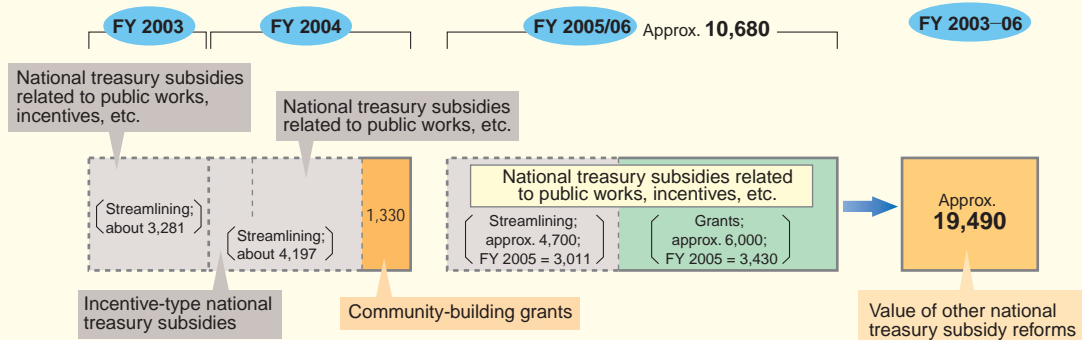 FY 2003
FY 2004
FY 2005/06 Approx. 10,680
FY 2003–06
National treasury subsidies
related to public works,
incentives, etc.
National treasury subsidies
related to public works, etc.
Streamlining;
about 3,281
Streamlining;
about 4,197
1,330
National treasury subsidies related
to public works, incentives, etc.
Streamlining;
approx. 4,700;
FY 2005 = 3,011
Grants;
approx. 6,000;
FY 2005 = 3,430
Approx.
19,490
Incentive-type national
treasury subsidies
Community-building grants
Value of other national
treasury subsidy reforms